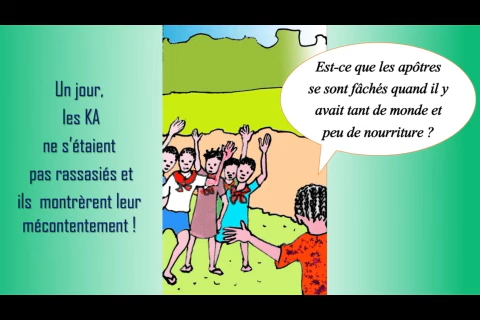 Un jour,
les KA
ne s'étaient
pas rassasiés et
ils montrèrent leur
mécontentement !
Est-ce que les apôtres
se sont fâchés quand il y
avait tant de monde et
peu de nourriture ?